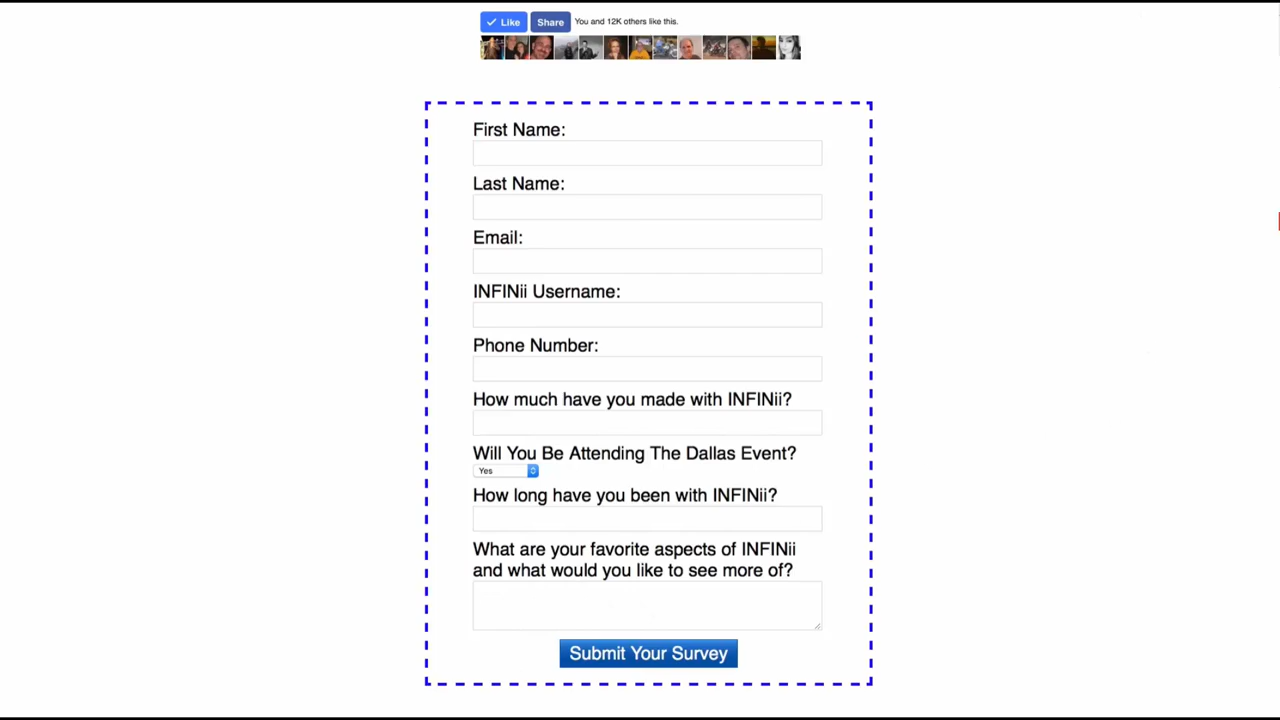 Like Share You and 12K others like this.
First Name:
Last Name:
Email:
INFINii Username:
Phone Number:
How much have you made with INFINii?
Will You Be Attending The Dallas Event?
Yes
How long have you been with INFINii?
What are your favorite aspects of INFINii
and what would you like to see more of?
Submit Your Survey